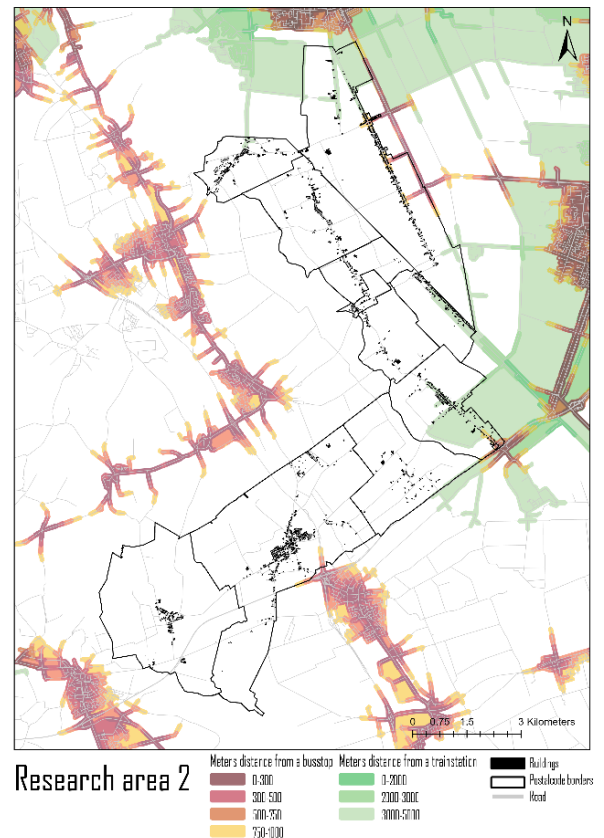 N
0 0.75 1.5 3 Kilometers
Research area 2
Meters distance from a busstop
0-300
300-500
500-750
750-1000
Meters distance from a trainstation
0-2000
2000-3000
3000-5000
Buildings
Postalcode borders
Road